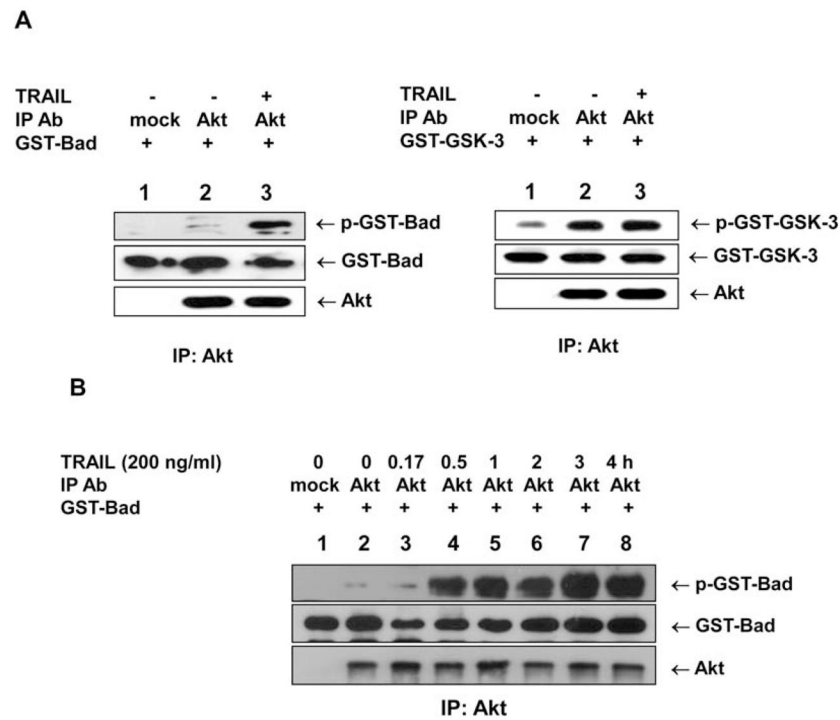 A
TRAIL - - +
IP Ab mock Akt Akt
GST-Bad + + +
1 2 3
← p-GST-Bad
← GST-Bad
← Akt
IP: Akt
TRAIL - - +
IP Ab mock Akt Akt
GST-GSK-3 + + +
1 2 3
← p-GST-GSK-3
← GST-GSK-3
← Akt
IP: Akt
B
TRAIL (200 ng/ml) 0 0 0.17 0.5 1 2 3 4 h
IP Ab mock Akt Akt Akt Akt Akt Akt Akt
GST-Bad + + + + + + + +
1 2 3 4 5 6 7 8
← p-GST-Bad
← GST-Bad
← Akt
IP: Akt